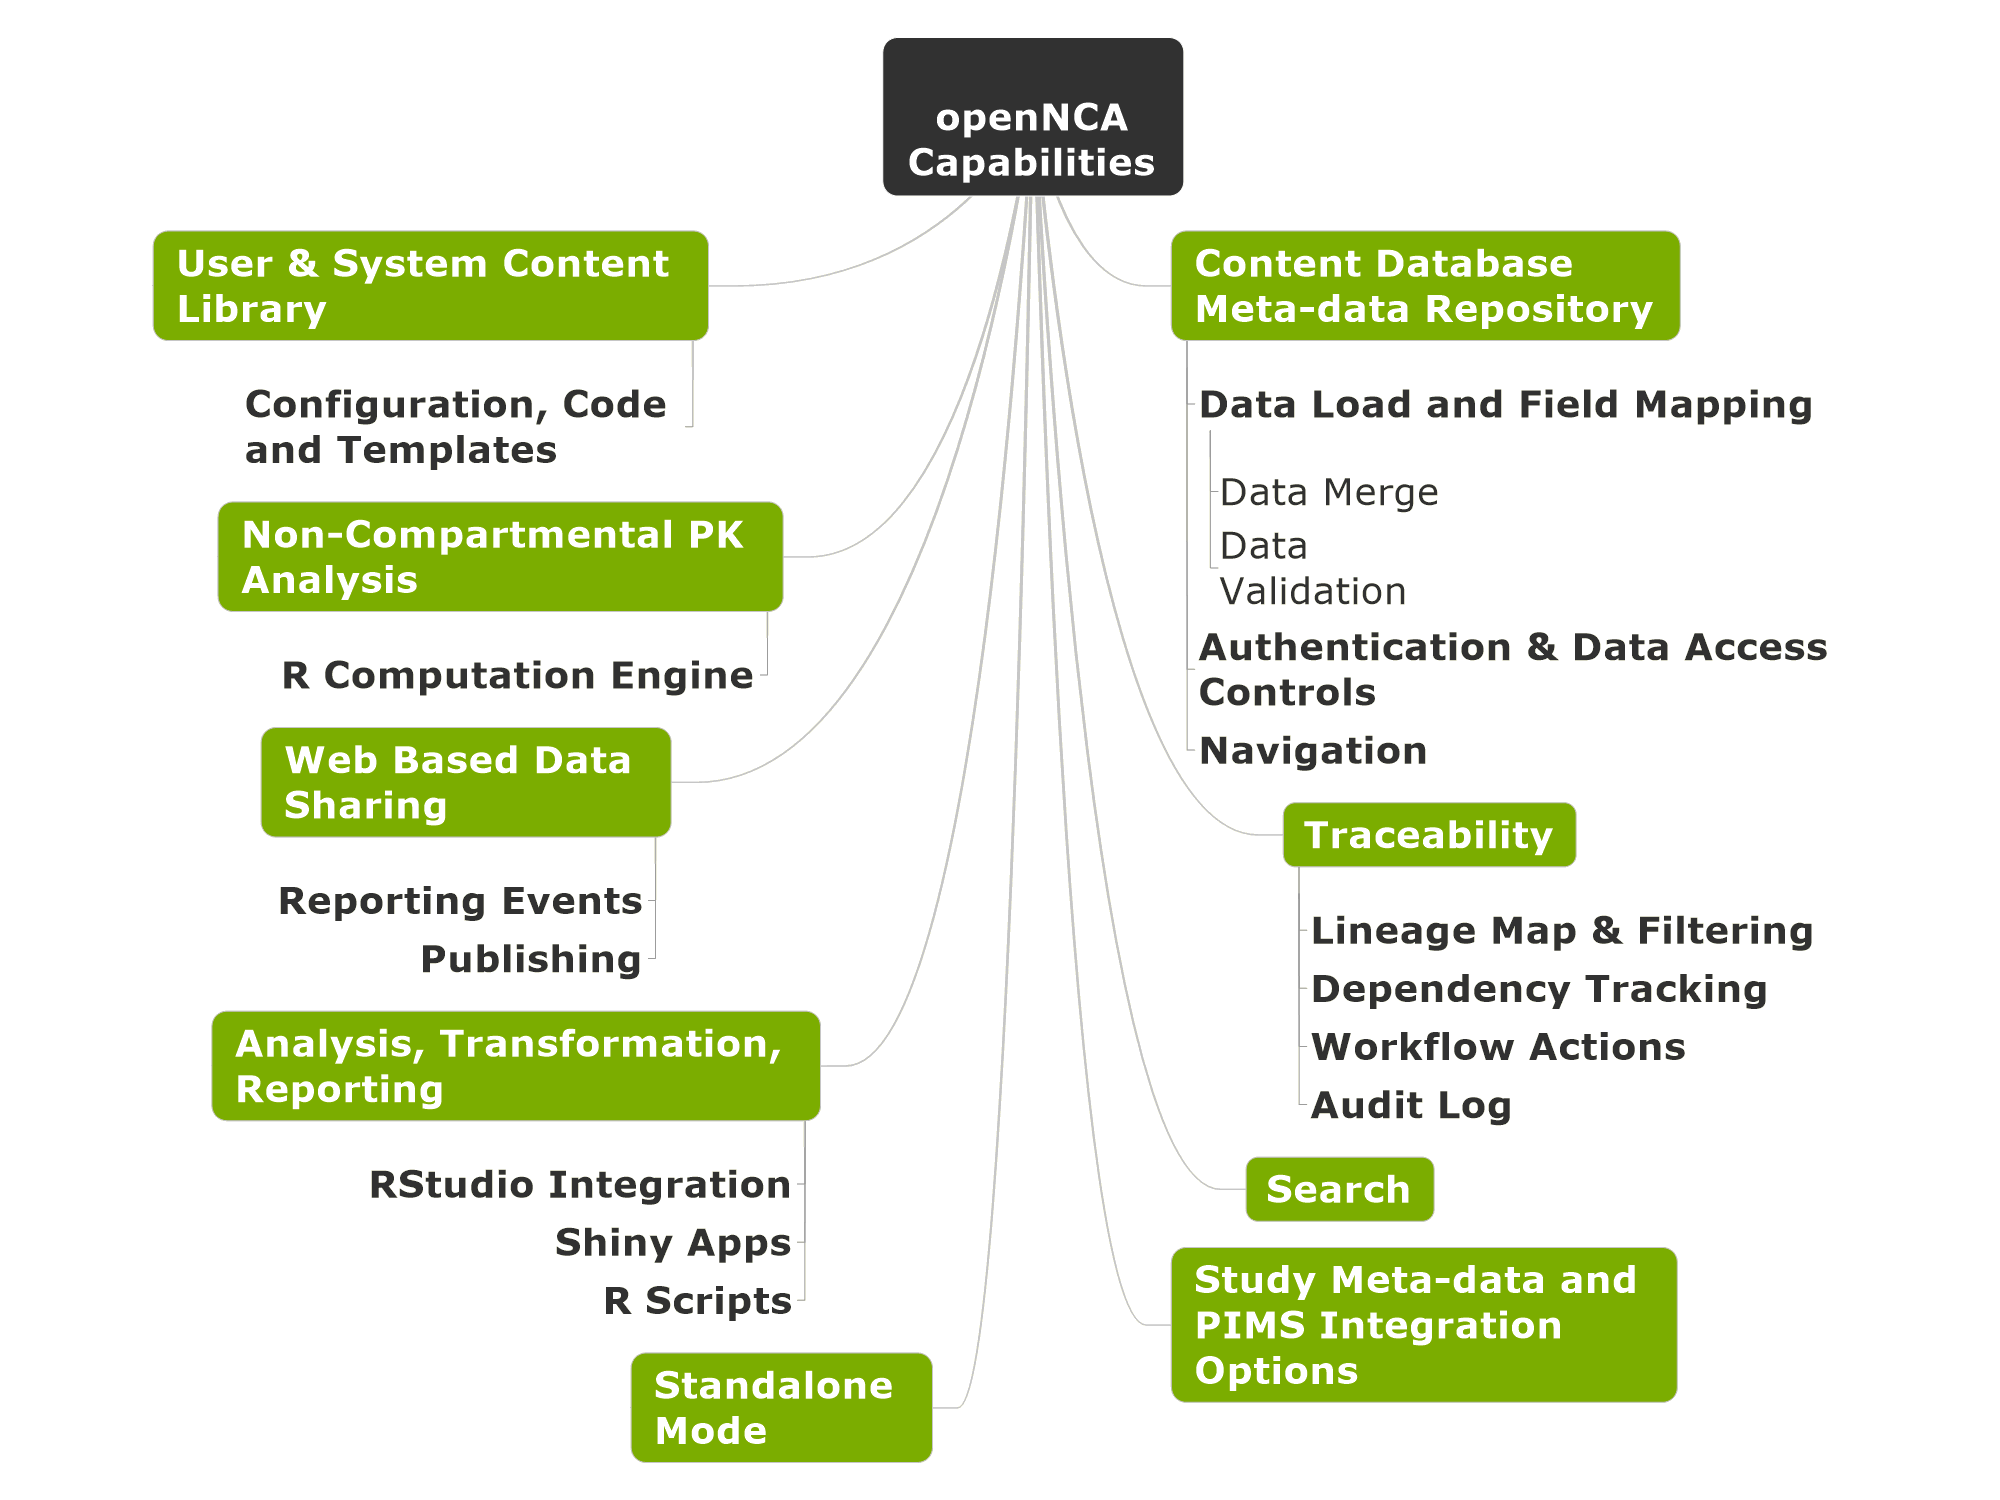 openNCA
Capabilities
User & System Content
Library
Configuration, Code
and Templates
Non-Compartmental PK
Analysis
R Computation Engine
Web Based Data
Sharing
Reporting Events
Publishing
Analysis, Transformation,
Reporting
RStudio Integration
Shiny Apps
R Scripts
Standalone
Mode
Content Database
Meta-data Repository
Data Load and Field Mapping
Data Merge
Data
Validation
Authentication & Data Access
Controls
Navigation
Traceability
Lineage Map & Filtering
Dependency Tracking
Workflow Actions
Audit Log
Search
Study Meta-data and
PIMS Integration
Options